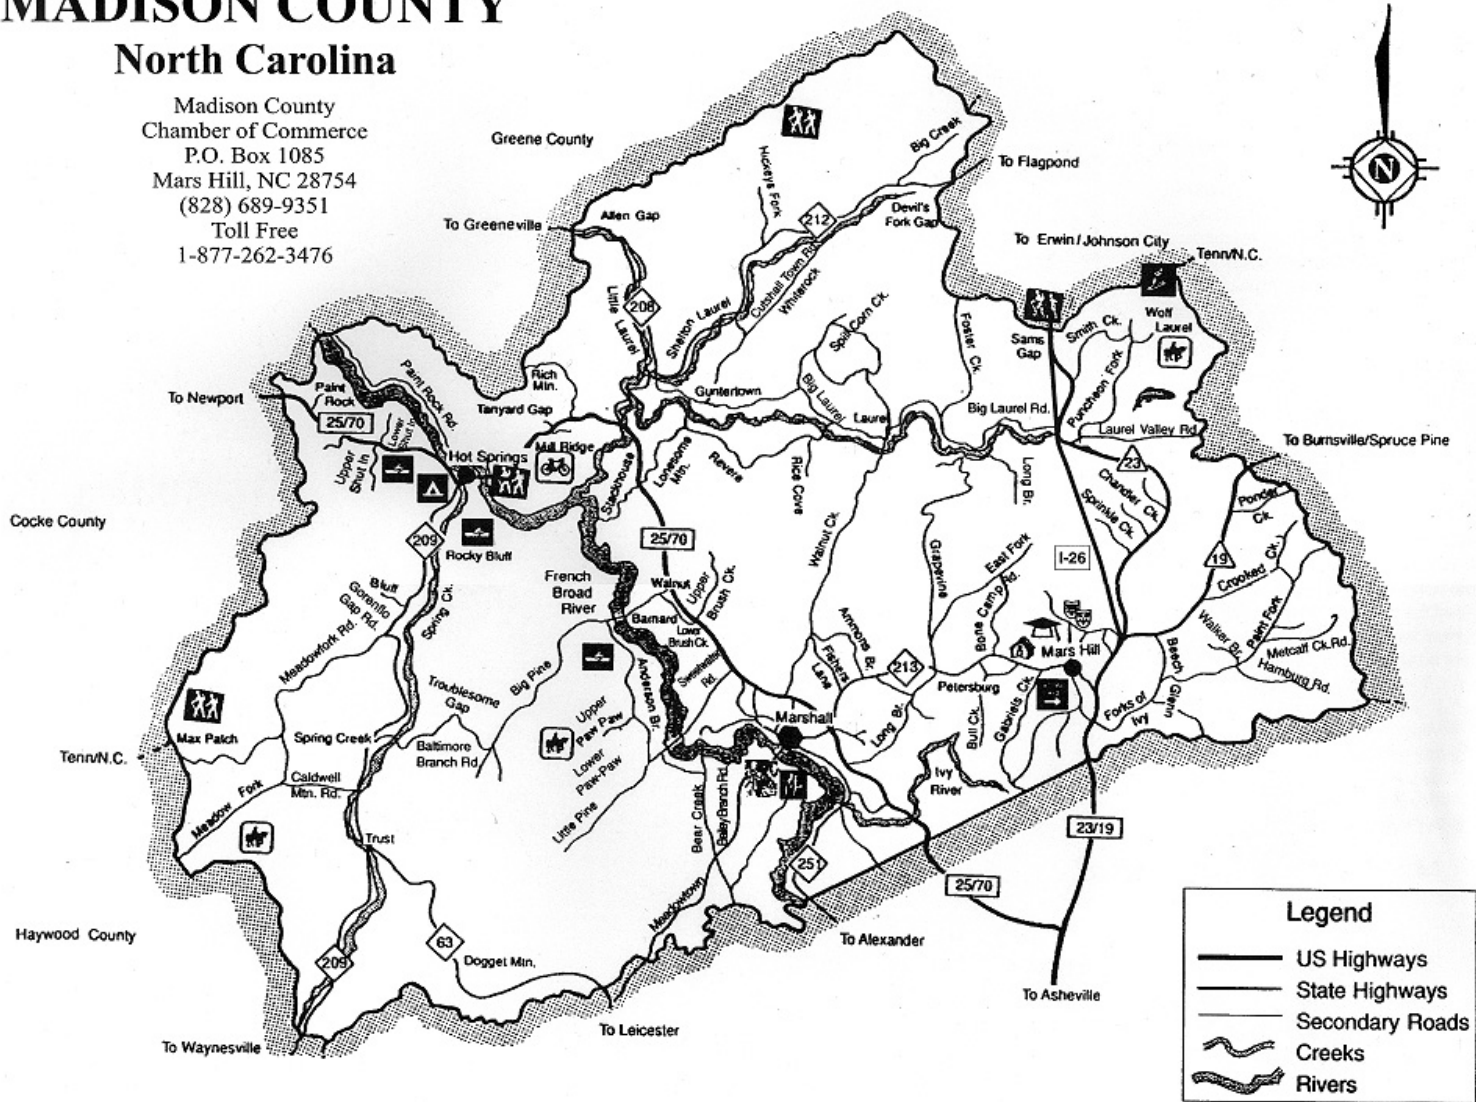 MADISON COUNTY
North Carolina
Madison County
Chamber of Commerce
P.O. Box 1085
Mars Hill, NC 28754
(828) 689-9351
Toll Free
1-877-262-3476
Greene County
Big Creek
To Flagpond
Hickeys Fork
Allen Gap
To Greeneville
212
Devil's
Fork Gap
To Erwin/Johnson City
Tenn/N.C.
N
208
Little Laurel
Shelton Laurel
Cutshall Town Rd.
Whiterock
Spill Corn Ck.
Foster Ck.
Sams
Gap
Smith Ck.
Wolf
Laurel
Puncheon Fork
Paint Rock Rd.
Paint
Rock
To Newport
25/70
Lower
Shut In
Upper
Shut In
Rich
Mtn.
Tanyard Gap
Guntertown
Big Laurel
Laurel
Big Laurel Rd.
Laurel Valley Rd.
To Burnsville/Spruce Pine
Hot Springs
Mill Ridge
Stackhouse
Lonesome
Mtn.
Revere
Rice Cove
Walnut Ck.
Long Br.
23
Chandler Ck.
Sprinkle Ck.
Ponder
Ck.
Cocke County
209
Rocky Bluff
25/70
I-26
19
Crooked Ck.
Bluff
Gorenflo
Gap Rd.
Meadowfork Rd.
Spring Ck.
French
Broad
River
Walnut
Upper
Brush Ck.
Barnard
Lower
Brush Ck.
Sweetwater
Rd.
Grapevine
East Fork
Bone Camp Rd.
Ammons Br.
Fishers
Lane
213
Mars Hill
Petersburg
Walker Br.
Paint Fork
Metcalf Ck. Rd.
Hamburg Rd.
Beech
Glenn
Forks of
Ivy
Big Pine
Anderson Br.
Troublesome
Gap
Upper
Paw Paw
Lower
Paw-Paw
Little Pine
Marshall
Long Br.
Bull Ck.
Gabriels Ck.
Ivy
River
Max Patch
Tenn/N.C.
Spring Creek
Baltimore
Branch Rd.
Caldwell
Mtn. Rd.
Meadow Fork
Trust
Bear Creek
Bailey Branch Rd.
251
23/19
25/70
Meadowtown
Haywood County
63
Dogget Mtn.
209
To Waynesville
To Leicester
To Alexander
To Asheville
Legend
US Highways
State Highways
Secondary Roads
Creeks
Rivers